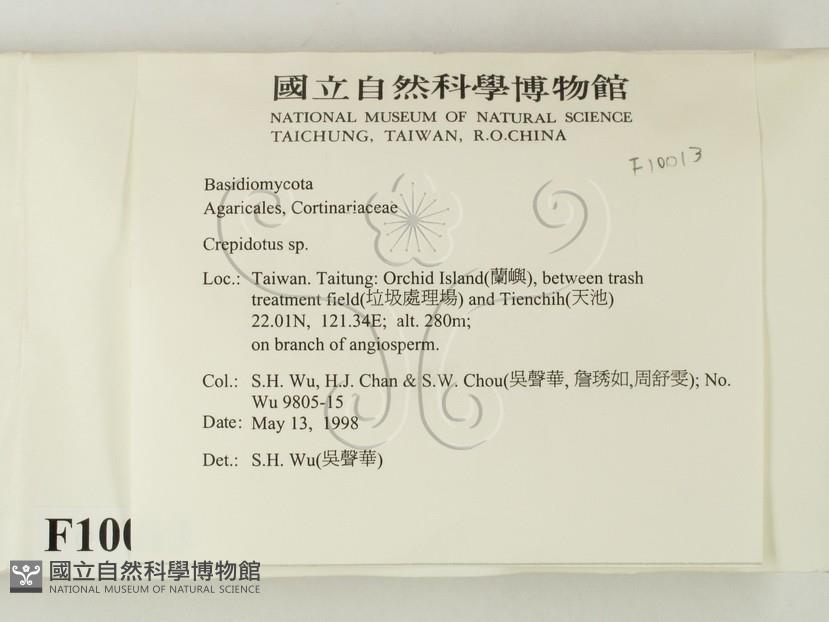 國立自然科學博物館
NATIONAL MUSEUM OF NATURAL SCIENCE
TAICHUNG, TAIWAN, R.O.CHINA
F10013
Basidiomycota
Agaricales, Cortinariaceae
Crepidotus sp.
Loc.: Taiwan. Taitung: Orchid Island(蘭嶼), between trash
treatment field(垃圾處理場) and Tienchih(天池)
22.01N, 121.34E; alt. 280m;
on branch of angiosperm.
Col.: S.H. Wu, H.J. Chan & S.W. Chou(吳聲華, 詹琇如,周舒雯); No.
Wu 9805-15
Date: May 13, 1998
Det.: S.H. Wu(吳聲華)
國立自然科學博物館
NATIONAL MUSEUM OF NATURAL SCIENCE